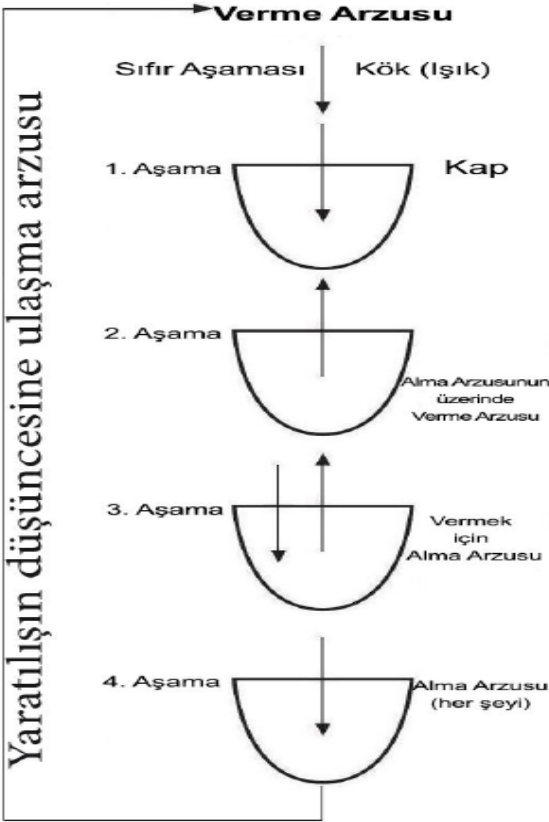 Verme Arzusu
Sıfır Aşaması
Kök (Işik)
1. Aşama
Kap
2. Aşama
Alma Arzusunun
üzerinde
Verme Arzusu
3. Aşama
Vermek
için
Alma Arzusu
4. Aşama
Alma Arzusu
(her şeyi)
Yaratılışın düşüncesine ulaşma arzusu